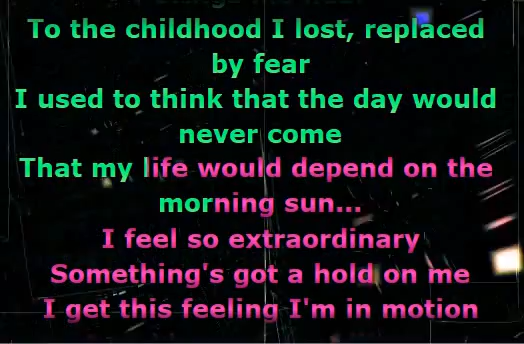 To the childhood I lost, replaced
by fear
I used to think that the day would
never come
That my life would depend on the
morning sun...
I feel so extraordinary
Something's got a hold on me
I get this feeling I'm in motion